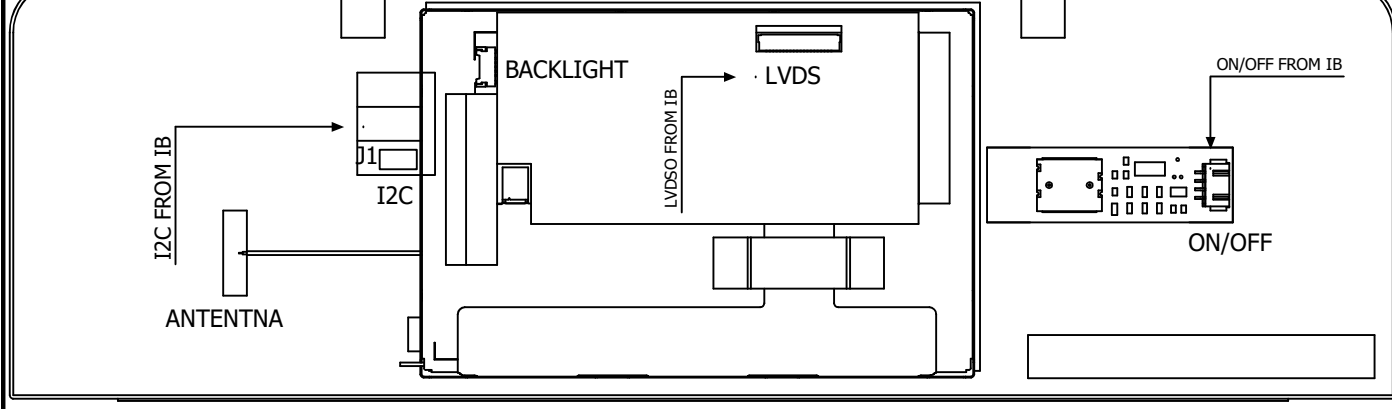 BACKLIGHT
LVDS
ON/OFF FROM IB
LVDSO FROM IB
I2C FROM IB
J1
I2C
ON/OFF
ANTENTNA